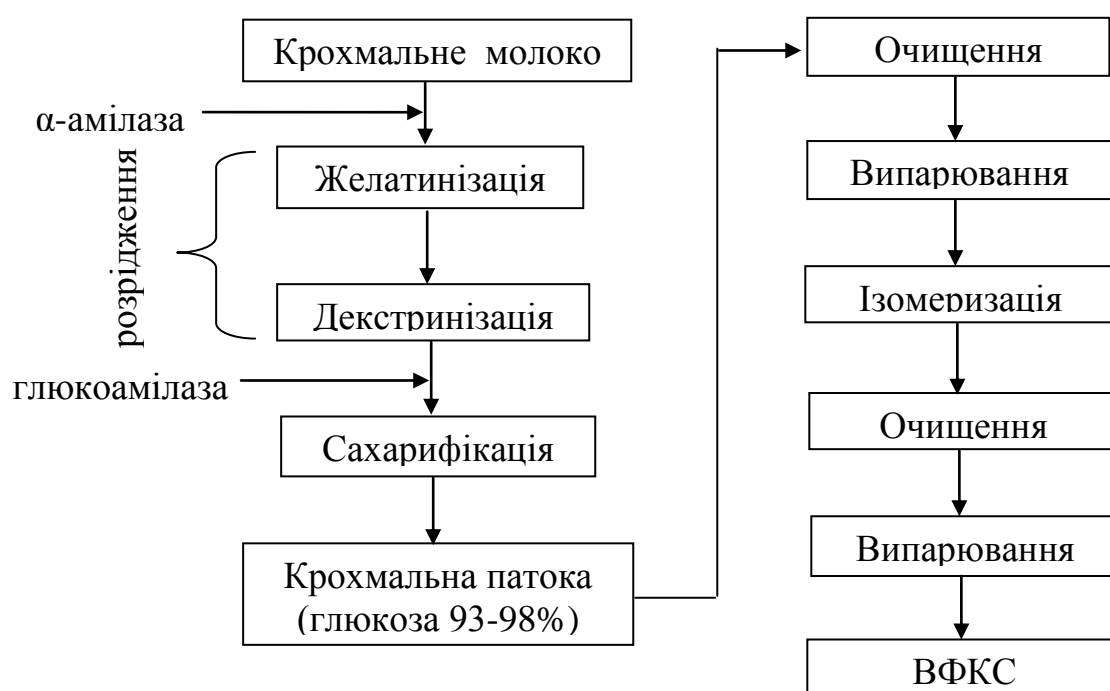 Крохмальне молоко
α-амілаза
розрідження
Желатинізація
Декстринізація
глюкоамілаза
Сахарифікація
Крохмальна патока
(глюкоза 93-98%)
Очищення
Випарювання
Ізомеризація
Очищення
Випарювання
ВФКС